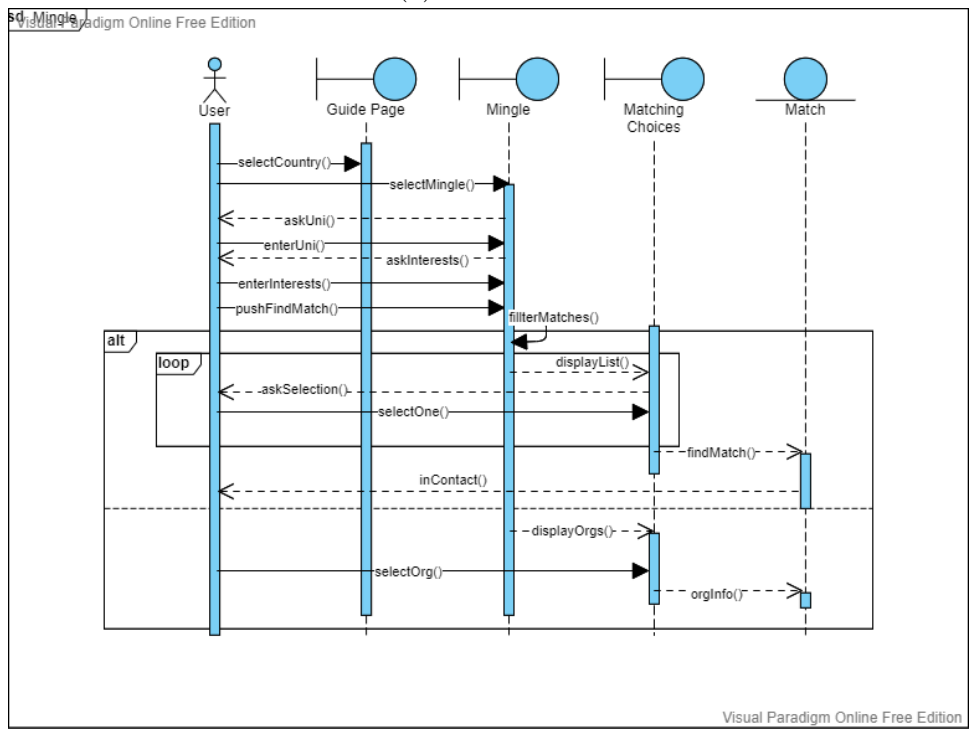 sd Mingle
Visual Paradigm Online Free Edition
User
Guide Page
Mingle
Matching
Choices
Match
selectCountry()
selectMingle()
askUni()
enterUni()
askInterests()
enterInterests()
pushFindMatch()
fillterMatches()
alt
loop
displayList()
askSelection()
selectOne()
findMatch()
inContact()
displayOrgs()
selectOrg()
orgInfo()
Visual Paradigm Online Free Edition